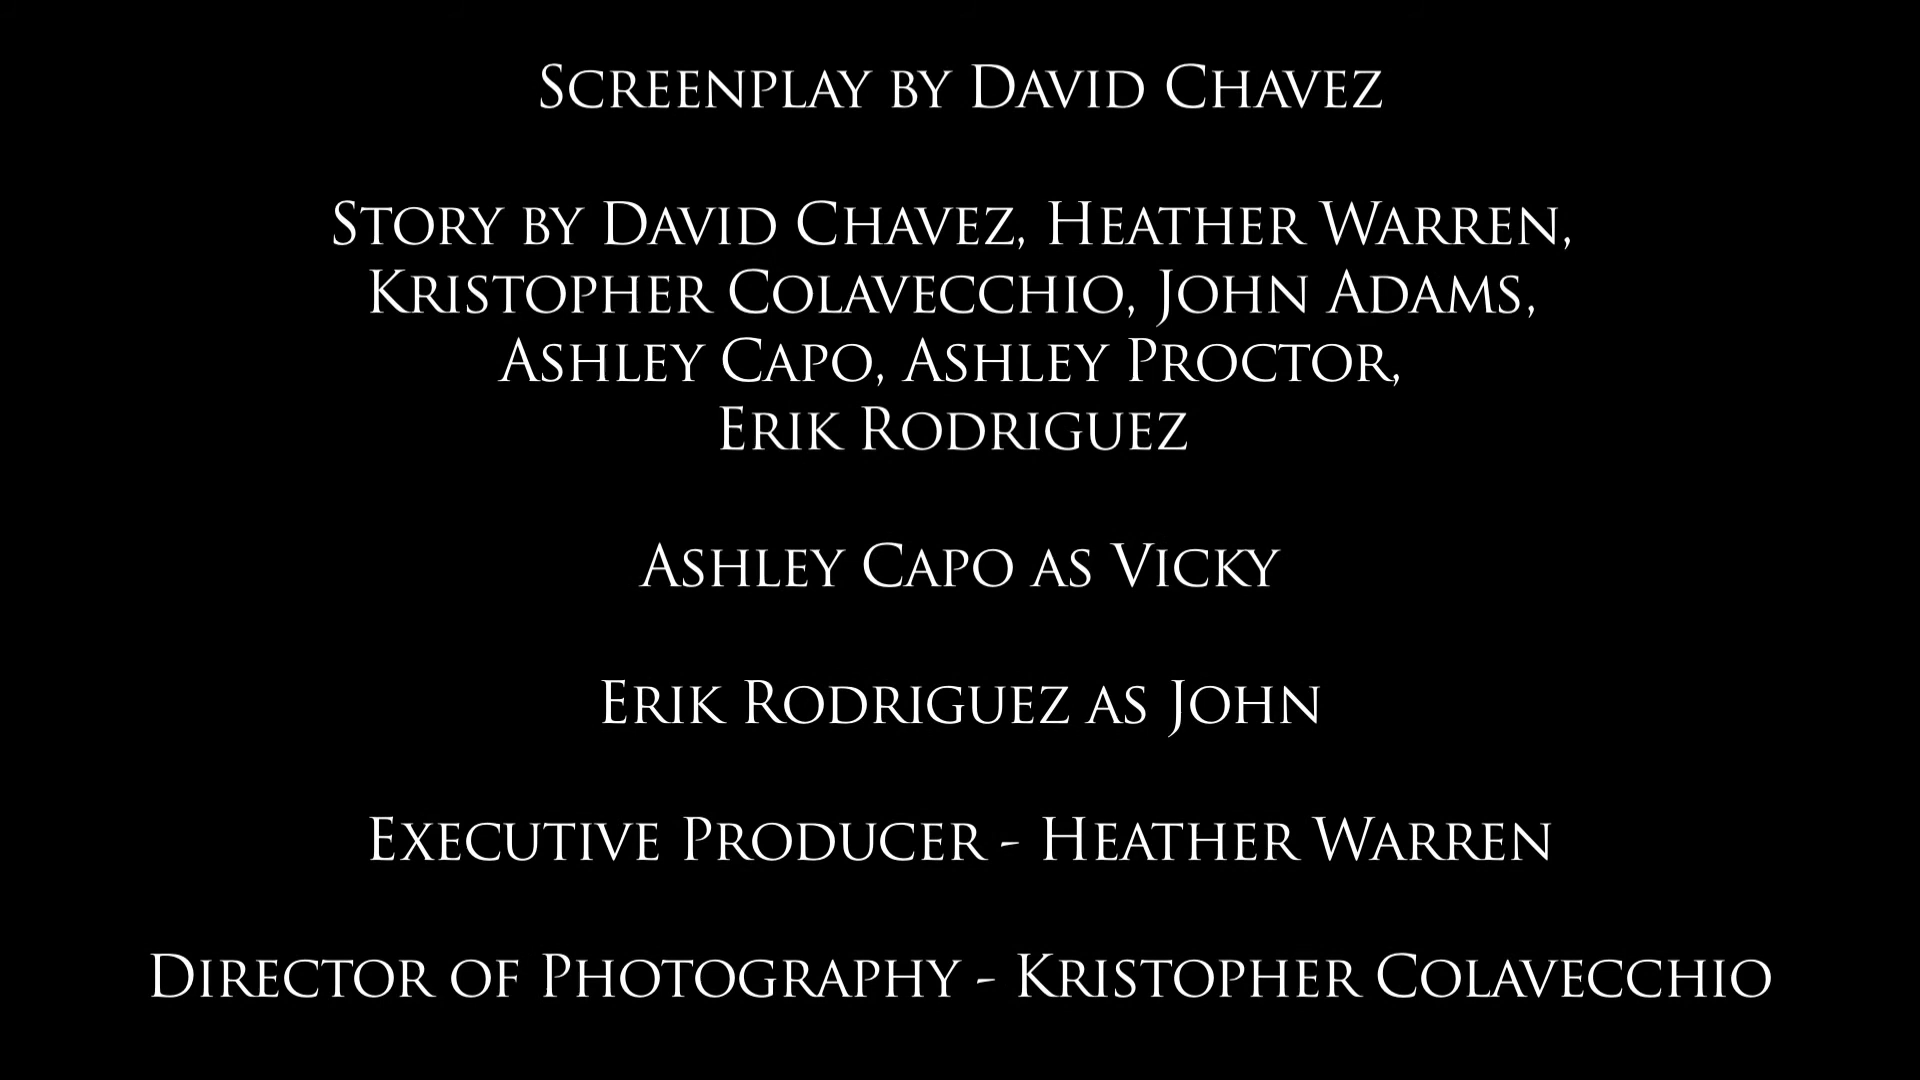 Screenplay by David Chavez
Story by David Chavez, Heather Warren,
Kristopher Colavecchio, John Adams,
Ashley Capo, Ashley Proctor,
Erik Rodriguez
Ashley Capo as Vicky
Erik Rodriguez as John
Executive Producer - Heather Warren
Director of Photography - Kristopher Colavecchio